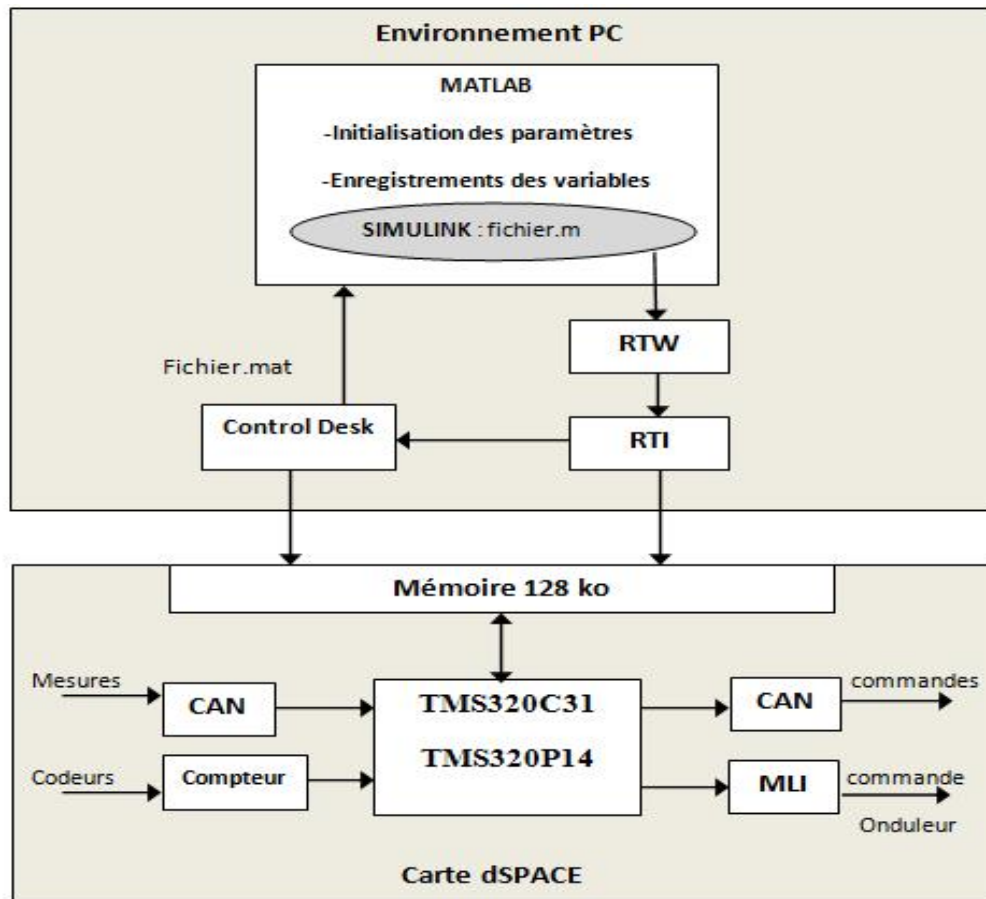 Environnement PC
MATLAB
-Initialisation des paramètres
-Enregistrements des variables
SIMULINK : fichier.m
RTW
Fichier.mat
Control Desk
RTI
Mémoire 128 ko
Mesures
CAN
TMS320C31
CAN
commandes
TMS320P14
Codeurs
Compteur
MLI
commande
Onduleur
Carte dSPACE